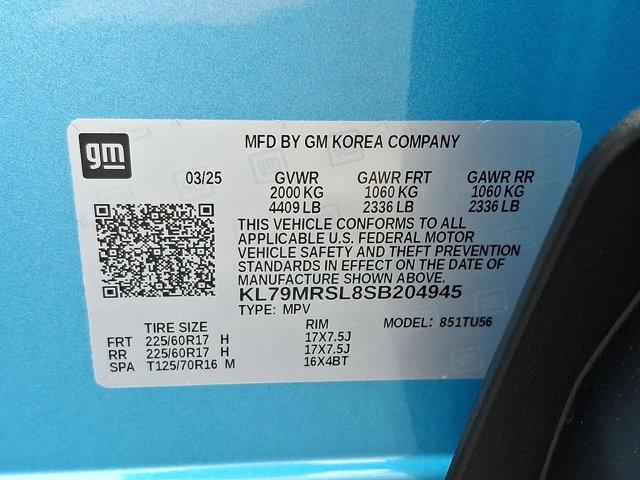 gm
MFD BY GM KOREA COMPANY
03/25 GVWR GAWR FRT GAWR RR
2000 KG 1060 KG 1060 KG
4409 LB 2336 LB 2336 LB
THIS VEHICLE CONFORMS TO ALL
APPLICABLE U.S. FEDERAL MOTOR
VEHICLE SAFETY AND THEFT PREVENTION
STANDARDS IN EFFECT ON THE DATE OF
MANUFACTURE SHOWN ABOVE.
KL79MRSL8SB204945
TYPE: MPV
TIRE SIZE RIM MODEL: 851TU56
FRT 225/60R17 H 17X7.5J
RR 225/60R17 H 17X7.5J
SPA T125/70R16 M 16X4BT